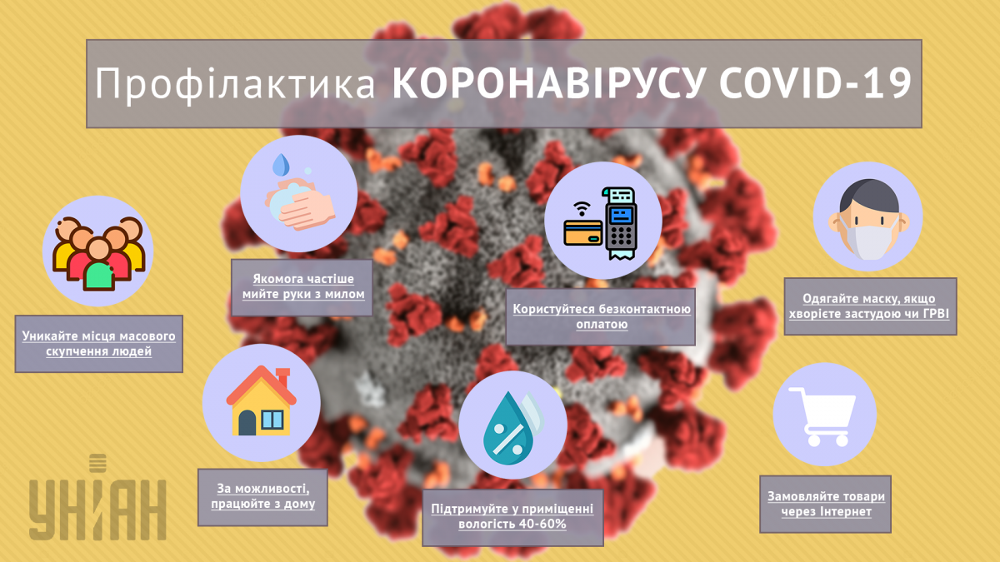 Профілактика КОРОНАВІРУСУ COVID-19
Уникайте місця масового
скупчення людей
Якомога частіше
мийте руки з милом
Користуйтеся безконтактною
оплатою
Одягайте маску, якщо
хворієте застудою чи ГРВІ
За можливості,
працюйте з дому
Підтримуйте у приміщенні
вологість 40-60%
Замовляйте товари
через Інтернет
УНІАН